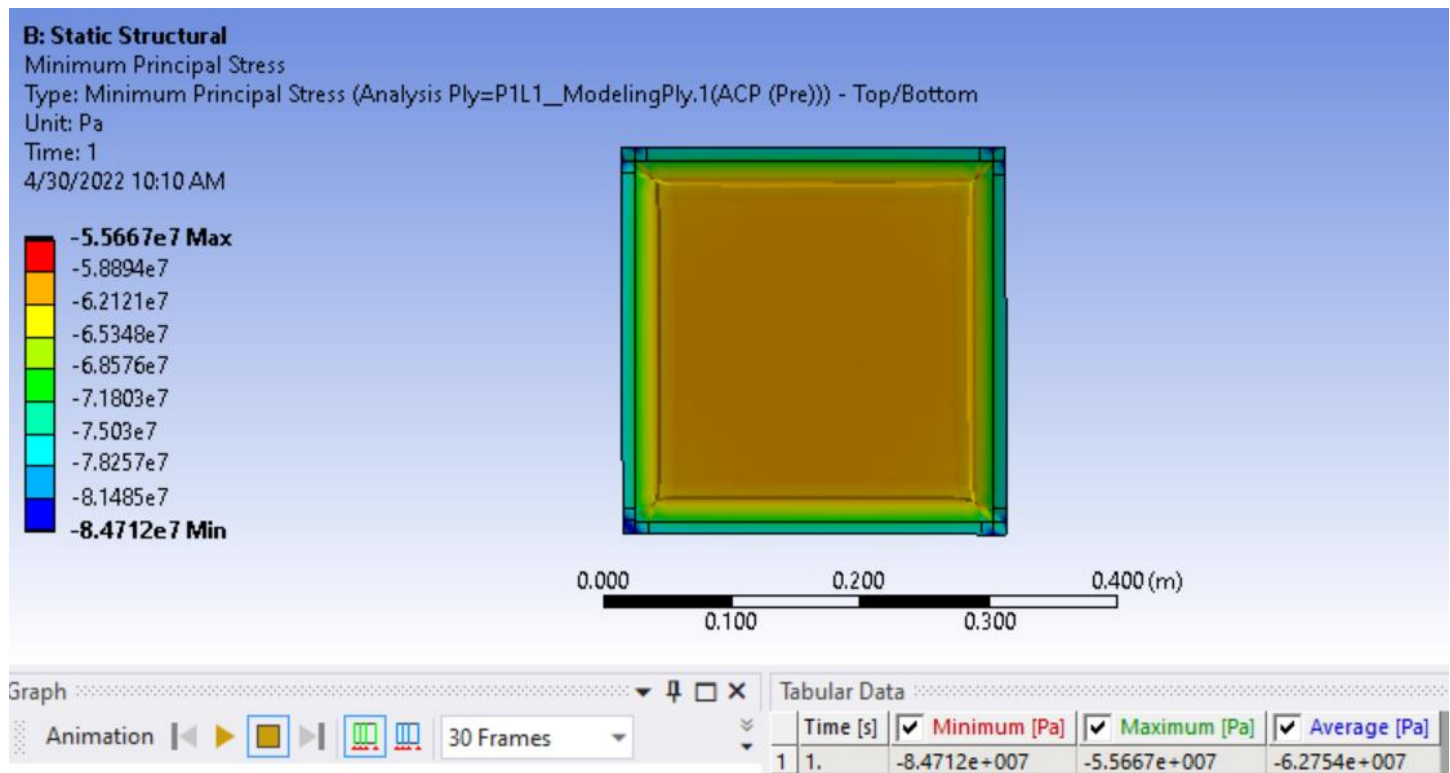 B: Static Structural
Minimum Principal Stress
Type: Minimum Principal Stress (Analysis Ply=P1L1__ModelingPly.1(ACP (Pre))) - Top/Bottom
Unit: Pa
Time: 1
4/30/2022 10:10 AM
-5.5667e7 Max
-5.8894e7
-6.2121e7
-6.5348e7
-6.8576e7
-7.1803e7
-7.503e7
-7.8257e7
-8.1485e7
-8.4712e7 Min
0.000 0.200 0.400 (m)
0.100 0.300
Graph
Animation 30 Frames
Tabular Data
Time [s] Minimum [Pa] Maximum [Pa] Average [Pa]
1 1. -8.4712e+007 -5.5667e+007 -6.2754e+007